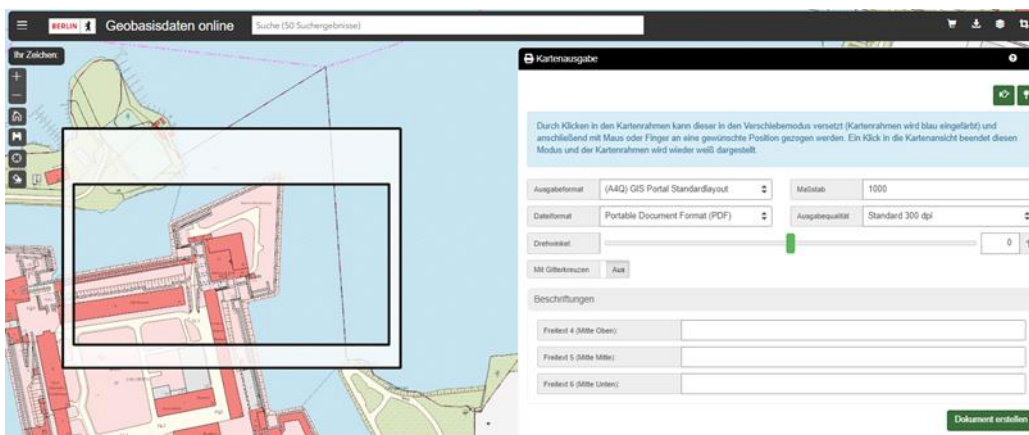 BERLIN
Geobasisdaten online
Suche (50 Suchergebnisse)
Ihr Zeichen:
Kartenausgabe
Durch Klicken in den Kartenrahmen kann dieser in den Verschiebemodus versetzt (Kartenrahmen wird blau eingefärbt) und
anschließend mit Maus oder Finger an eine gewünschte Position gezogen werden. Ein Klick in die Kartenansicht beendet diesen
Modus und der Kartenrahmen wird wieder weiß dargestellt.
Ausgabeformat (A4Q) GIS Portal Standardlayout Maßstab 1000
Dateiformat Portable Document Format (PDF) Ausgabequalität Standard 300 dpi
Drehwinkel 0
Mit Gitterkreuzen Aus
Beschriftungen
Freitext 4 (Mitte Oben):
Freitext 5 (Mitte Mitte):
Freitext 6 (Mitte Unten):
Dokument erstellen